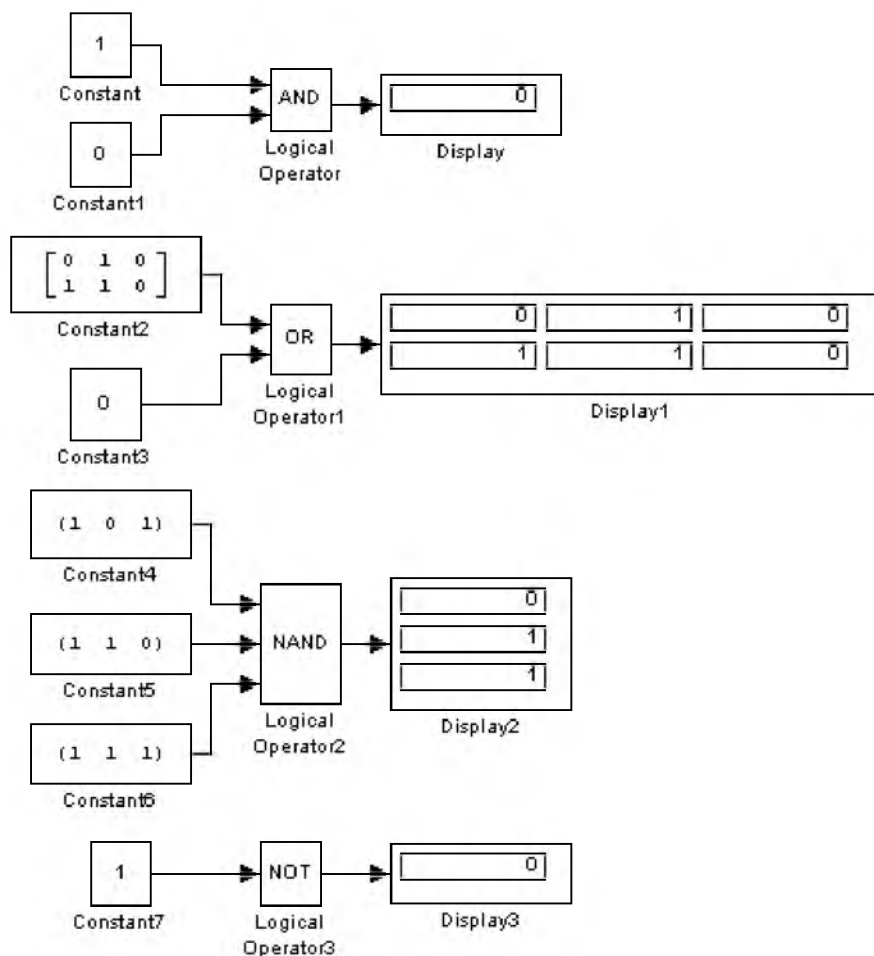 1
Constant
0
Constant1
AND
Logical
Operator
0
Display
0 1 0
1 1 0
Constant2
0
Constant3
OR
Logical
Operator1
0 1 0
1 1 0
Display1
(1 0 1)
Constant4
(1 1 0)
Constant5
(1 1 1)
Constant6
NAND
Logical
Operator2
0
1
1
Display2
1
Constant7
NOT
Logical
Operator3
0
Display3